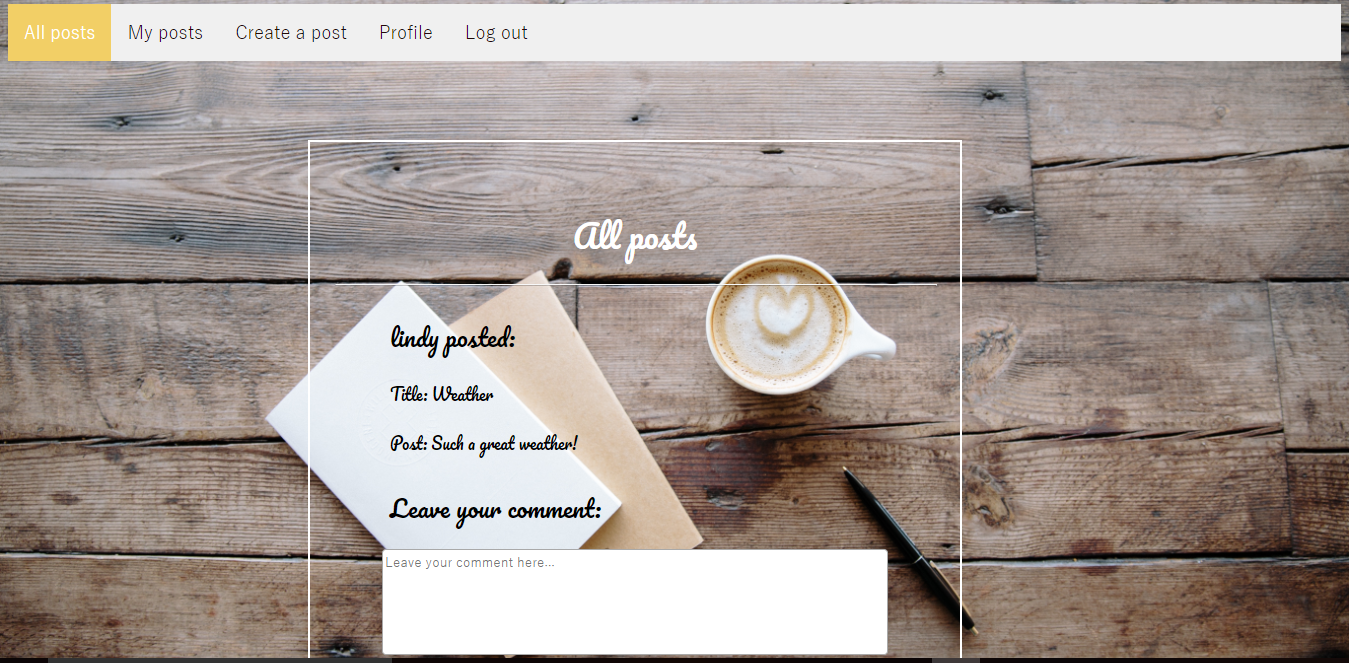 All posts My posts Create a post Profile Log out
All posts
lindy posted:
Title: Weather
Post: Such a great weather!
Leave your comment:
Leave your comment here...